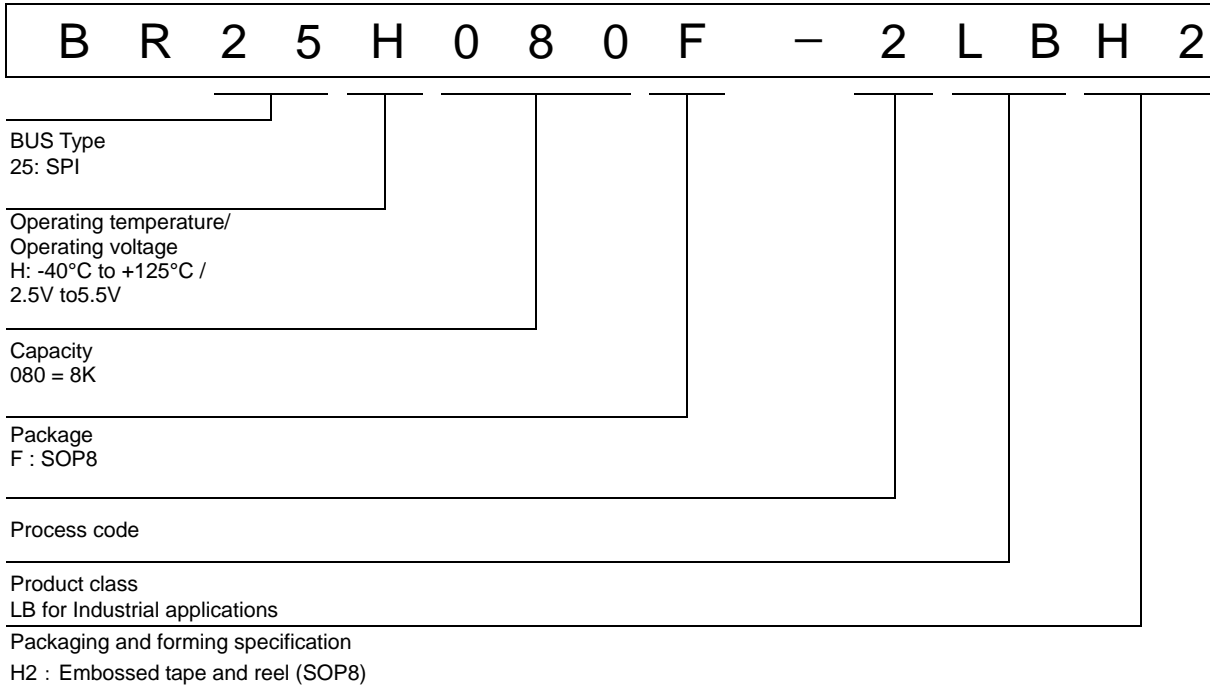 B R 2 5 H 0 8 0 F － 2 L B H 2
BUS Type
25: SPI
Operating temperature/
Operating voltage
H: -40°C to +125°C /
2.5V to5.5V
Capacity
080 = 8K
Package
F : SOP8
Process code
Product class
LB for Industrial applications
Packaging and forming specification
H2：Embossed tape and reel (SOP8)